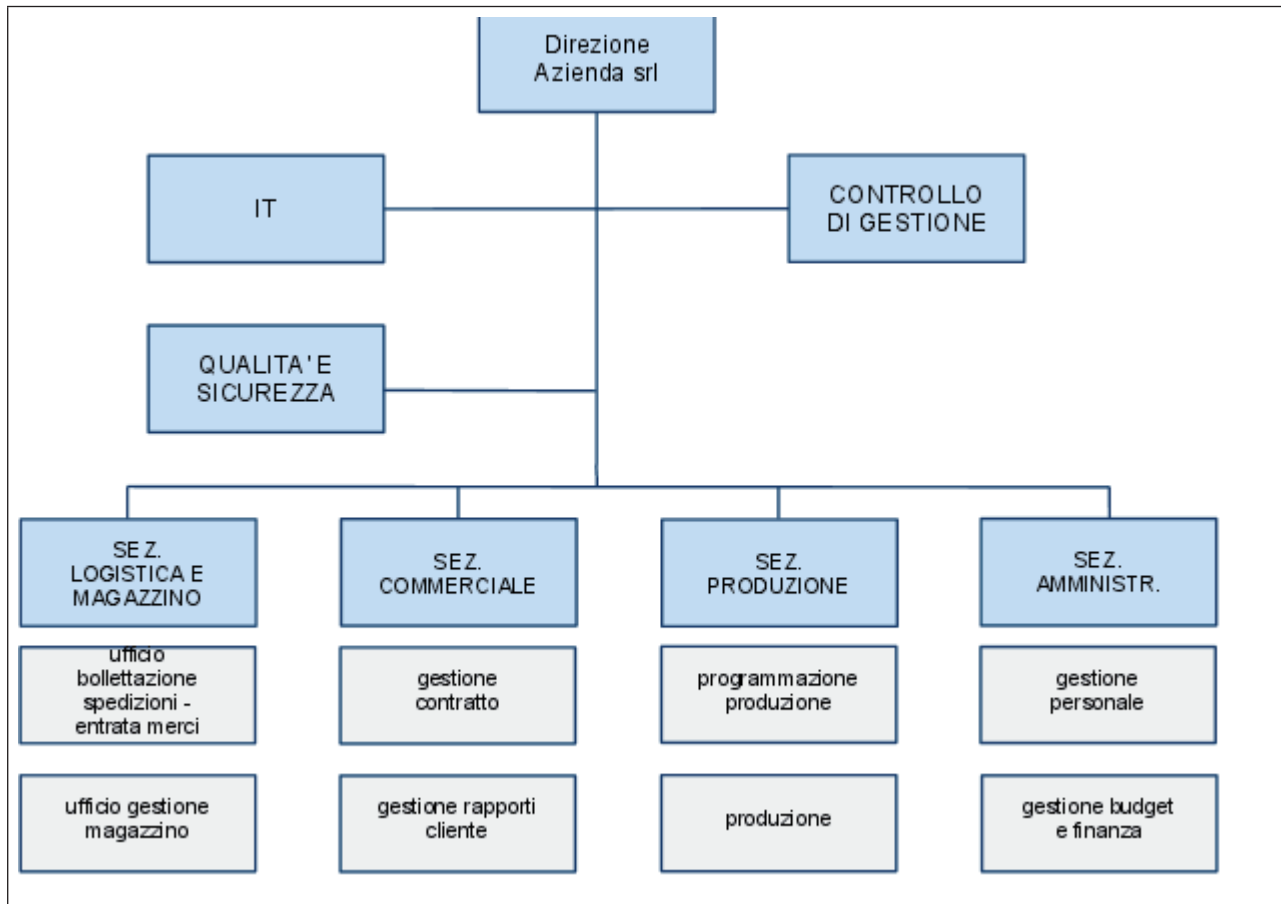 Direzione
Azienda srl
IT
CONTROLLO
DI GESTIONE
QUALITA' E
SICUREZZA
SEZ.
LOGISTICA E
MAGAZZINO
SEZ.
COMMERCIALE
SEZ.
PRODUZIONE
SEZ.
AMMINISTR.
ufficio
bollettazione
spedizioni -
entrata merci
gestione
contratto
programmazione
produzione
gestione
personale
ufficio gestione
magazzino
gestione rapporti
cliente
produzione
gestione budget
e finanza